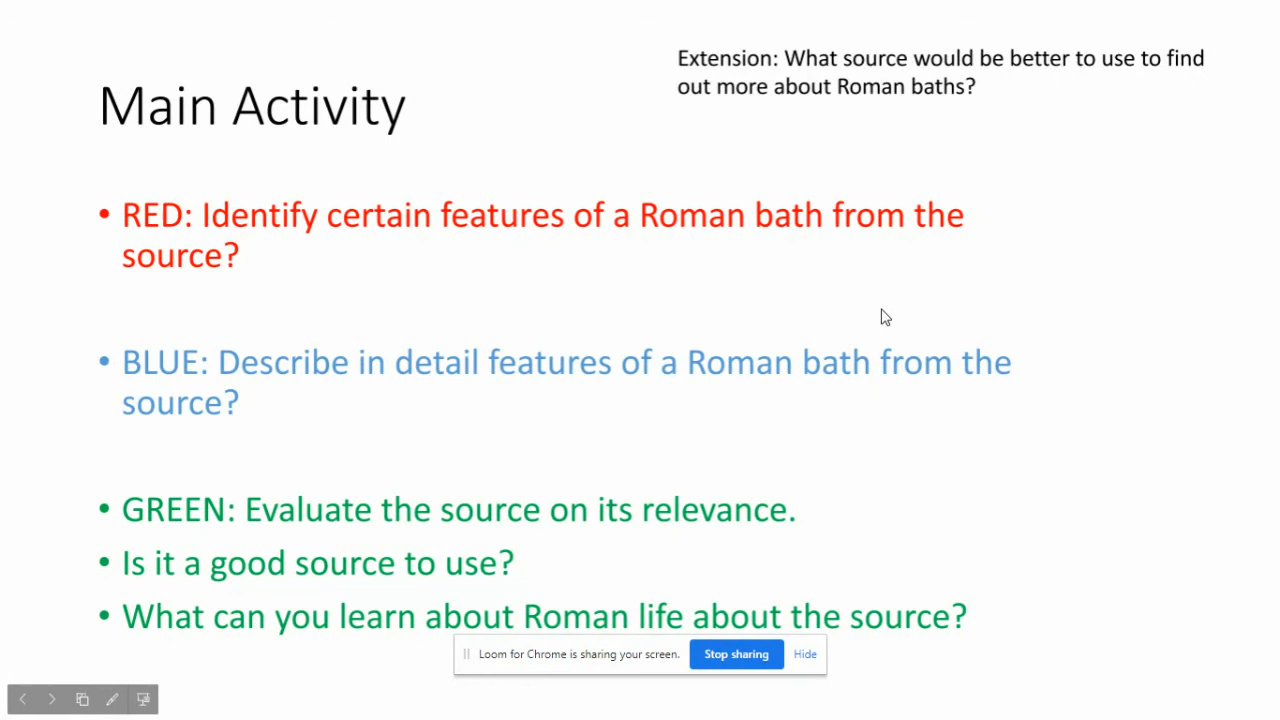 Extension: What source would be better to use to find
out more about Roman baths?
Main Activity
• RED: Identify certain features of a Roman bath from the
source?
• BLUE: Describe in detail features of a Roman bath from the
source?
• GREEN: Evaluate the source on its relevance.
• Is it a good source to use?
• What can you learn about Roman life about the source?
Loom for Chrome is sharing your screen. Stop sharing Hide